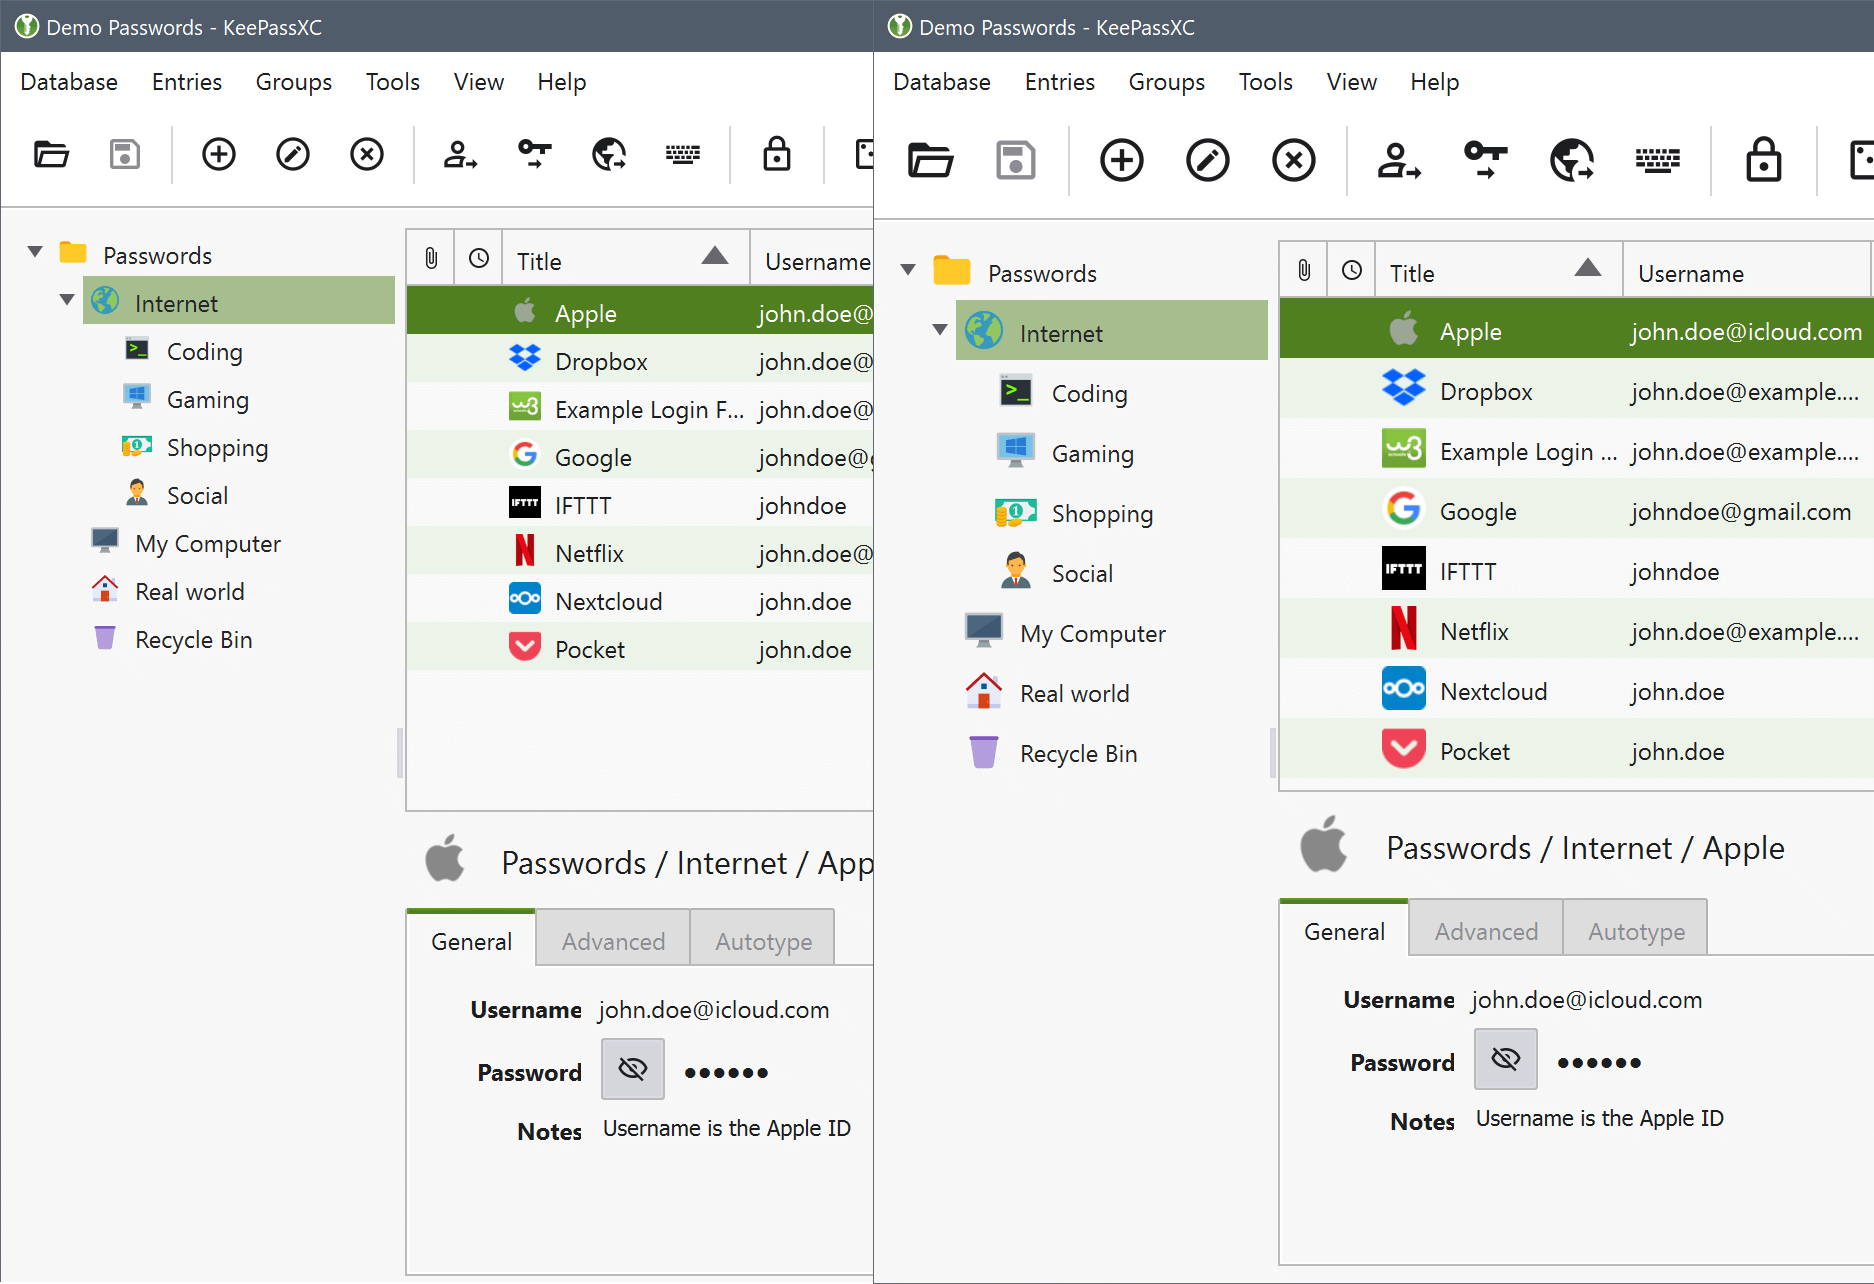 Demo Passwords - KeePassXC
Database Entries Groups Tools View Help
Passwords
Internet
Coding
Gaming
Shopping
Social
My Computer
Real world
Recycle Bin
Title Username
Apple john.doe@
Dropbox john.doe@
Example Login F... john.doe@
Google johndoe@g
IFTTT johndoe
Netflix john.doe@
Nextcloud john.doe
Pocket john.doe
Passwords / Internet / App
General Advanced Autotype
Username john.doe@icloud.com
Password ••••••
Notes Username is the Apple ID
Demo Passwords - KeePassXC
Database Entries Groups Tools View Help
Passwords
Internet
Coding
Gaming
Shopping
Social
My Computer
Real world
Recycle Bin
Title Username
Apple john.doe@icloud.com
Dropbox john.doe@example....
Example Login ... john.doe@example....
Google johndoe@gmail.com
IFTTT johndoe
Netflix john.doe@example....
Nextcloud john.doe
Pocket john.doe
Passwords / Internet / Apple
General Advanced Autotype
Username john.doe@icloud.com
Password ••••••
Notes Username is the Apple ID